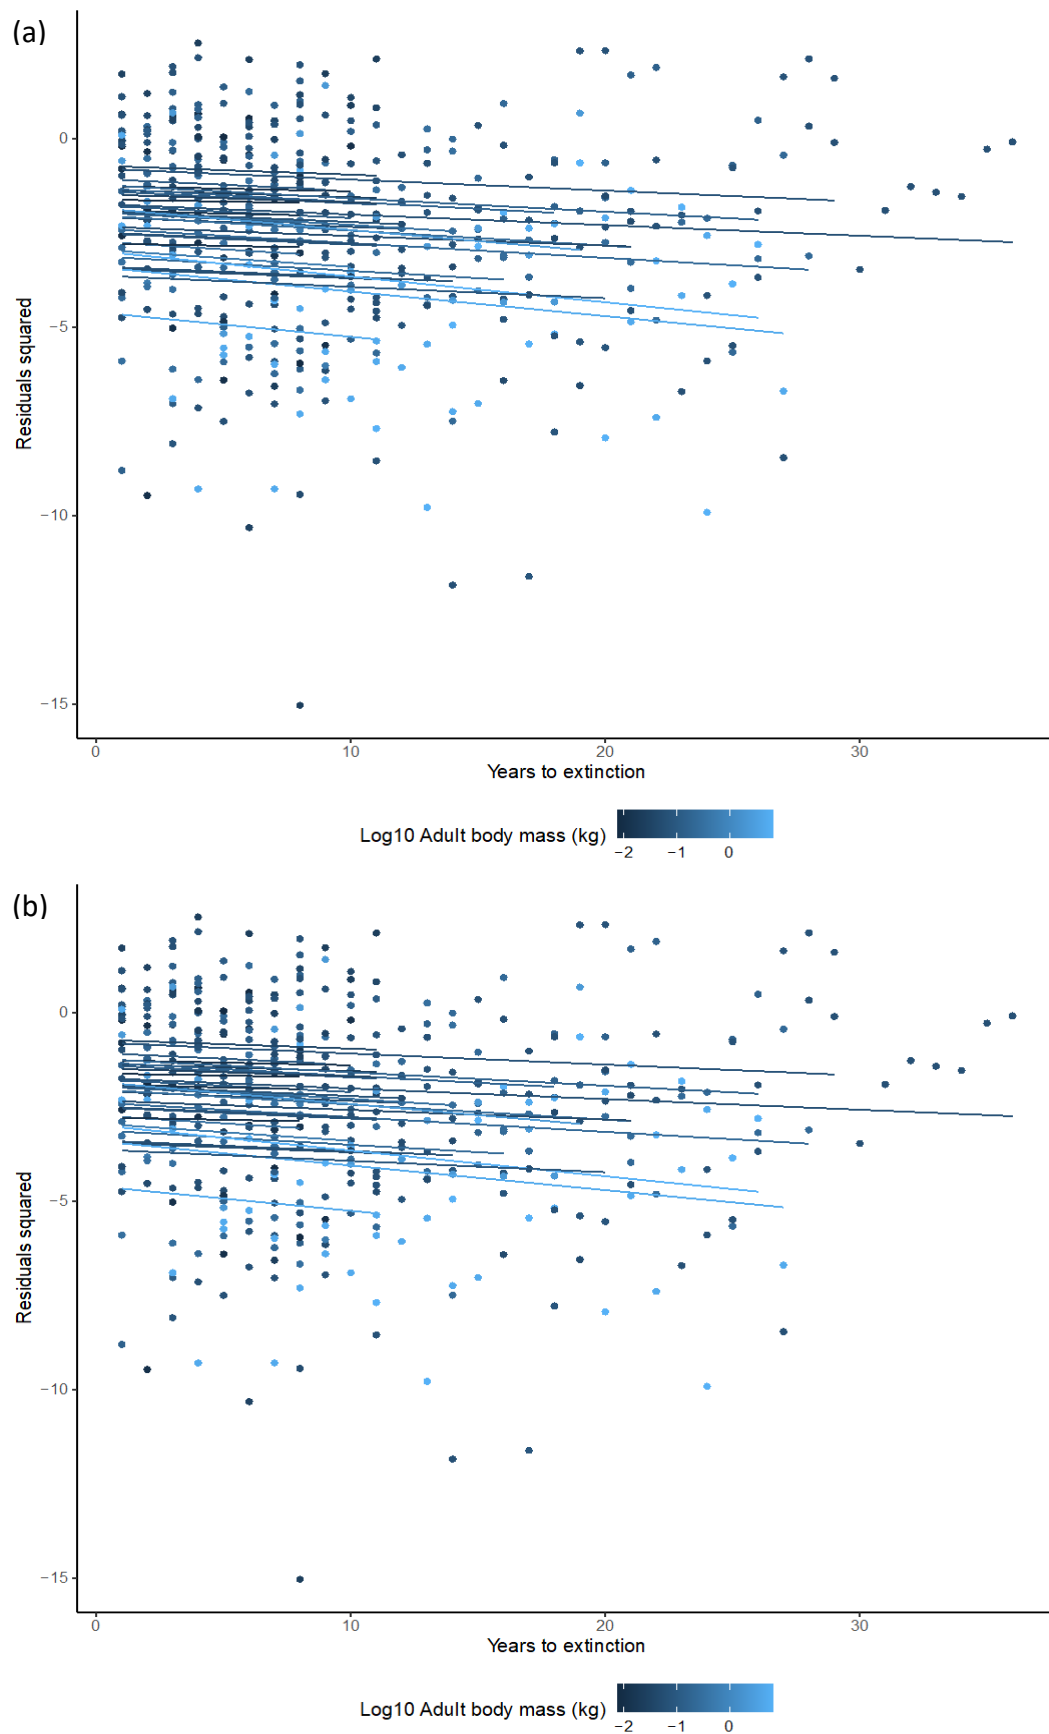 (a)
0
−5
−10
−15
Residuals squared
0 10 20 30
Years to extinction
Log10 Adult body mass (kg)
−2 −1 0
(b)
0
−5
−10
−15
Residuals squared
0 10 20 30
Years to extinction
Log10 Adult body mass (kg)
−2 −1 0